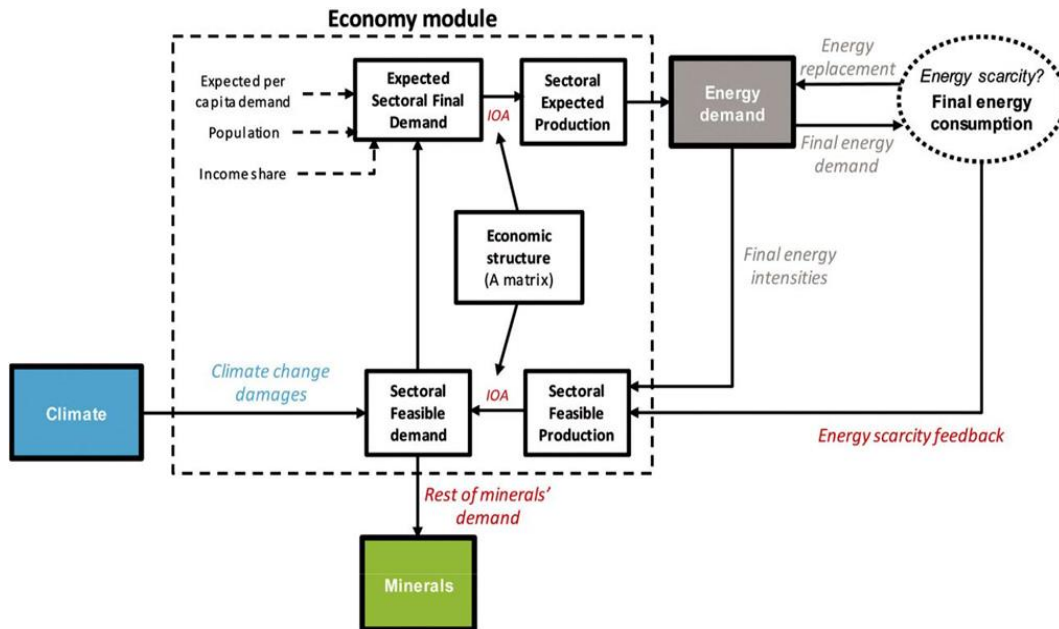 Economy module
Expected per
capita demand
Population
Income share
Expected
Sectoral Final
Demand
IOA
Sectoral
Expected
Production
Energy
demand
Energy
replacement
Final energy
demand
Energy scarcity?
Final energy
consumption
Economic
structure
(A matrix)
Final energy
intensities
Climate
Climate change
damages
Sectoral
Feasible
demand
IOA
Sectoral
Feasible
Production
Energy scarcity feedback
Rest of minerals'
demand
Minerals